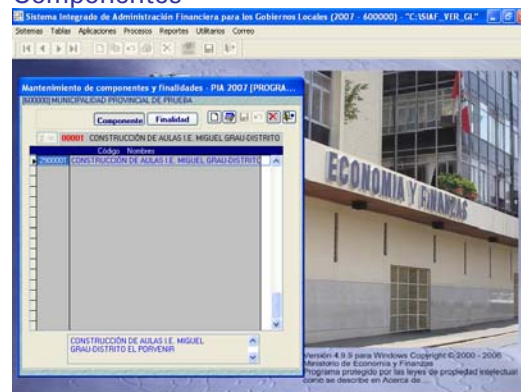 Componentes
Sistema Integrado de Administración Financiera para los Gobiernos Locales (2007 - 600000) - "C:\SIAF_VER_GL"
Sistemas Tablas Aplicaciones Procesos Reportes Utilitarios Correo
Mantenimiento de componentes y finalidades - PIA 2007 [PROGRA...
[600000] MUNICIPALIDAD PROVINCIAL DE PRUEBA
Componente Finalidad
2 00001 CONSTRUCCIÓN DE AULAS I.E. MIGUEL GRAU-DISTRITO
Código Nombres
2900001 CONSTRUCCIÓN DE AULAS I.E. MIGUEL GRAU-DISTRITO
CONSTRUCCIÓN DE AULAS I.E. MIGUEL
GRAU-DISTRITO EL PORVENIR
ECONOMIA Y FINANZAS
Versión 4.9.5 para Windows Copyright © 2000 - 2006
Ministerio de Economía y Finanzas
Programa protegido por las leyes de propiedad intelectual
como se describe en Acerca de...